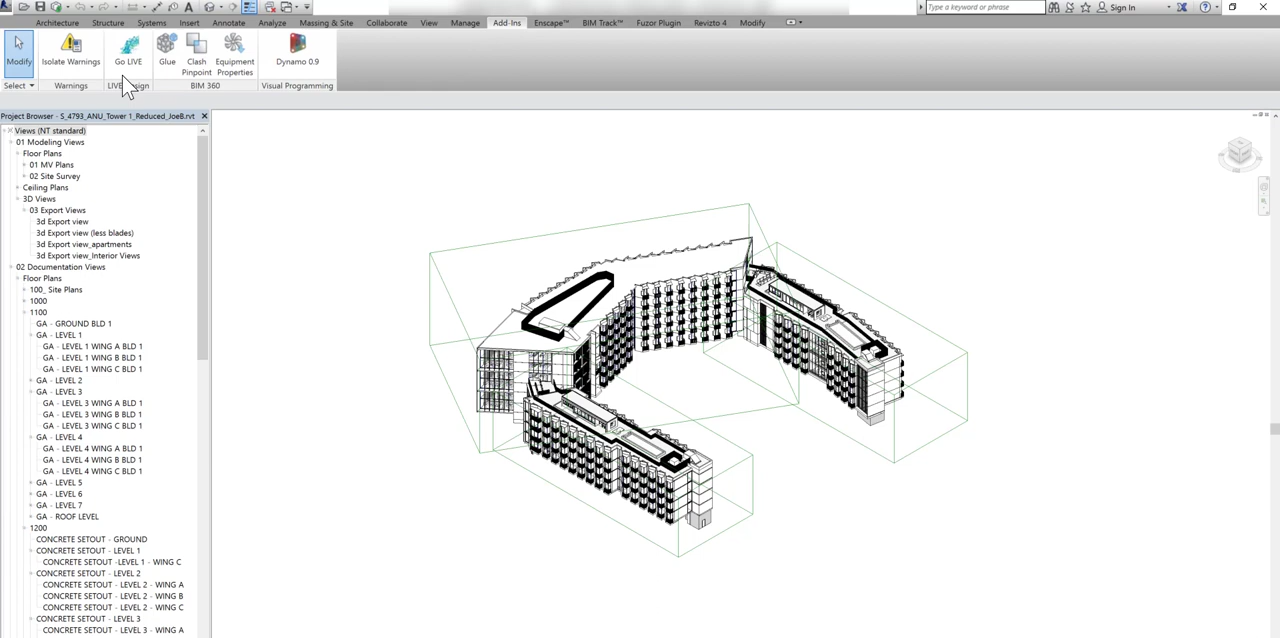 Type a keyword or phrase
Sign In
Architecture Structure Systems Insert Annotate Analyze Massing & Site Collaborate View Manage Add-Ins Enscape™ BIM Track™ Fuzor Plugin Revizto 4 Modify
Modify Isolate Warnings Go LIVE Glue Clash Pinpoint Equipment Properties Dynamo 0.9
Select Warnings BIM 360 Visual Programming
Project Browser - S_4793_ANU_Tower 1_Reduced_JoeB.rvt
Views (NT standard)
01 Modeling Views
Floor Plans
01 MV Plans
02 Site Survey
Ceiling Plans
3D Views
03 Export Views
3d Export view
3d Export view (less blades)
3d Export view_apartments
3d Export view_Interior Views
02 Documentation Views
Floor Plans
100_ Site Plans
1000
1100
GA - GROUND BLD 1
GA - LEVEL 1
GA - LEVEL 1 WING A BLD 1
GA - LEVEL 1 WING B BLD 1
GA - LEVEL 1 WING C BLD 1
GA - LEVEL 2
GA - LEVEL 3
GA - LEVEL 3 WING A BLD 1
GA - LEVEL 3 WING B BLD 1
GA - LEVEL 3 WING C BLD 1
GA - LEVEL 4
GA - LEVEL 4 WING A BLD 1
GA - LEVEL 4 WING B BLD 1
GA - LEVEL 4 WING C BLD 1
GA - LEVEL 5
GA - LEVEL 6
GA - LEVEL 7
GA - ROOF LEVEL
1200
CONCRETE SETOUT - GROUND
CONCRETE SETOUT - LEVEL 1
CONCRETE SETOUT -LEVEL 1 - WING C
CONCRETE SETOUT - LEVEL 2
CONCRETE SETOUT - LEVEL 2 - WING A
CONCRETE SETOUT - LEVEL 2 - WING B
CONCRETE SETOUT - LEVEL 2 - WING C
CONCRETE SETOUT - LEVEL 3
CONCRETE SETOUT - LEVEL 3 - WING A